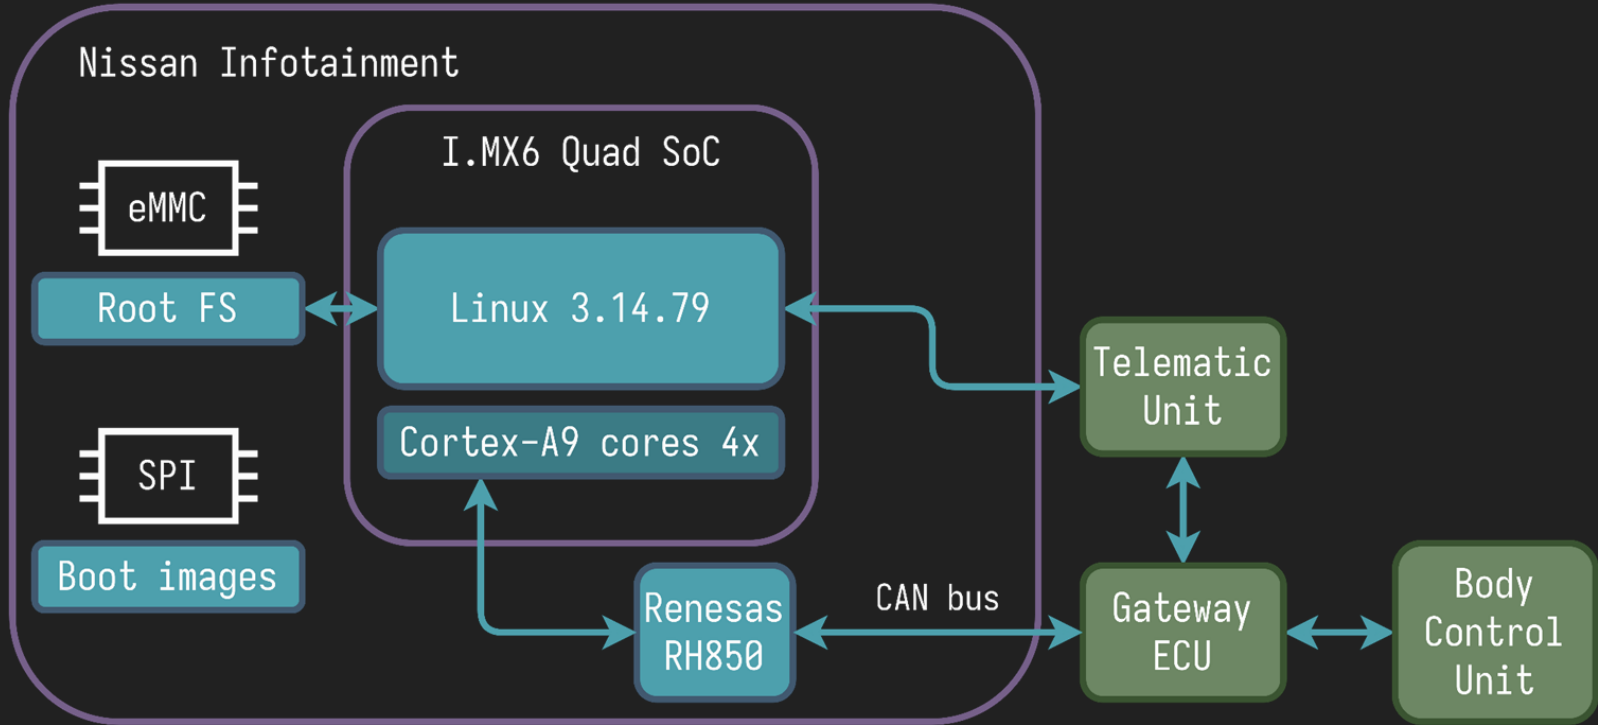 Nissan Infotainment
I.MX6 Quad SoC
eMMC
Root FS
Linux 3.14.79
Telematic
Unit
Cortex-A9 cores 4x
SPI
Boot images
Renesas
RH850
CAN bus
Gateway
ECU
Body
Control
Unit